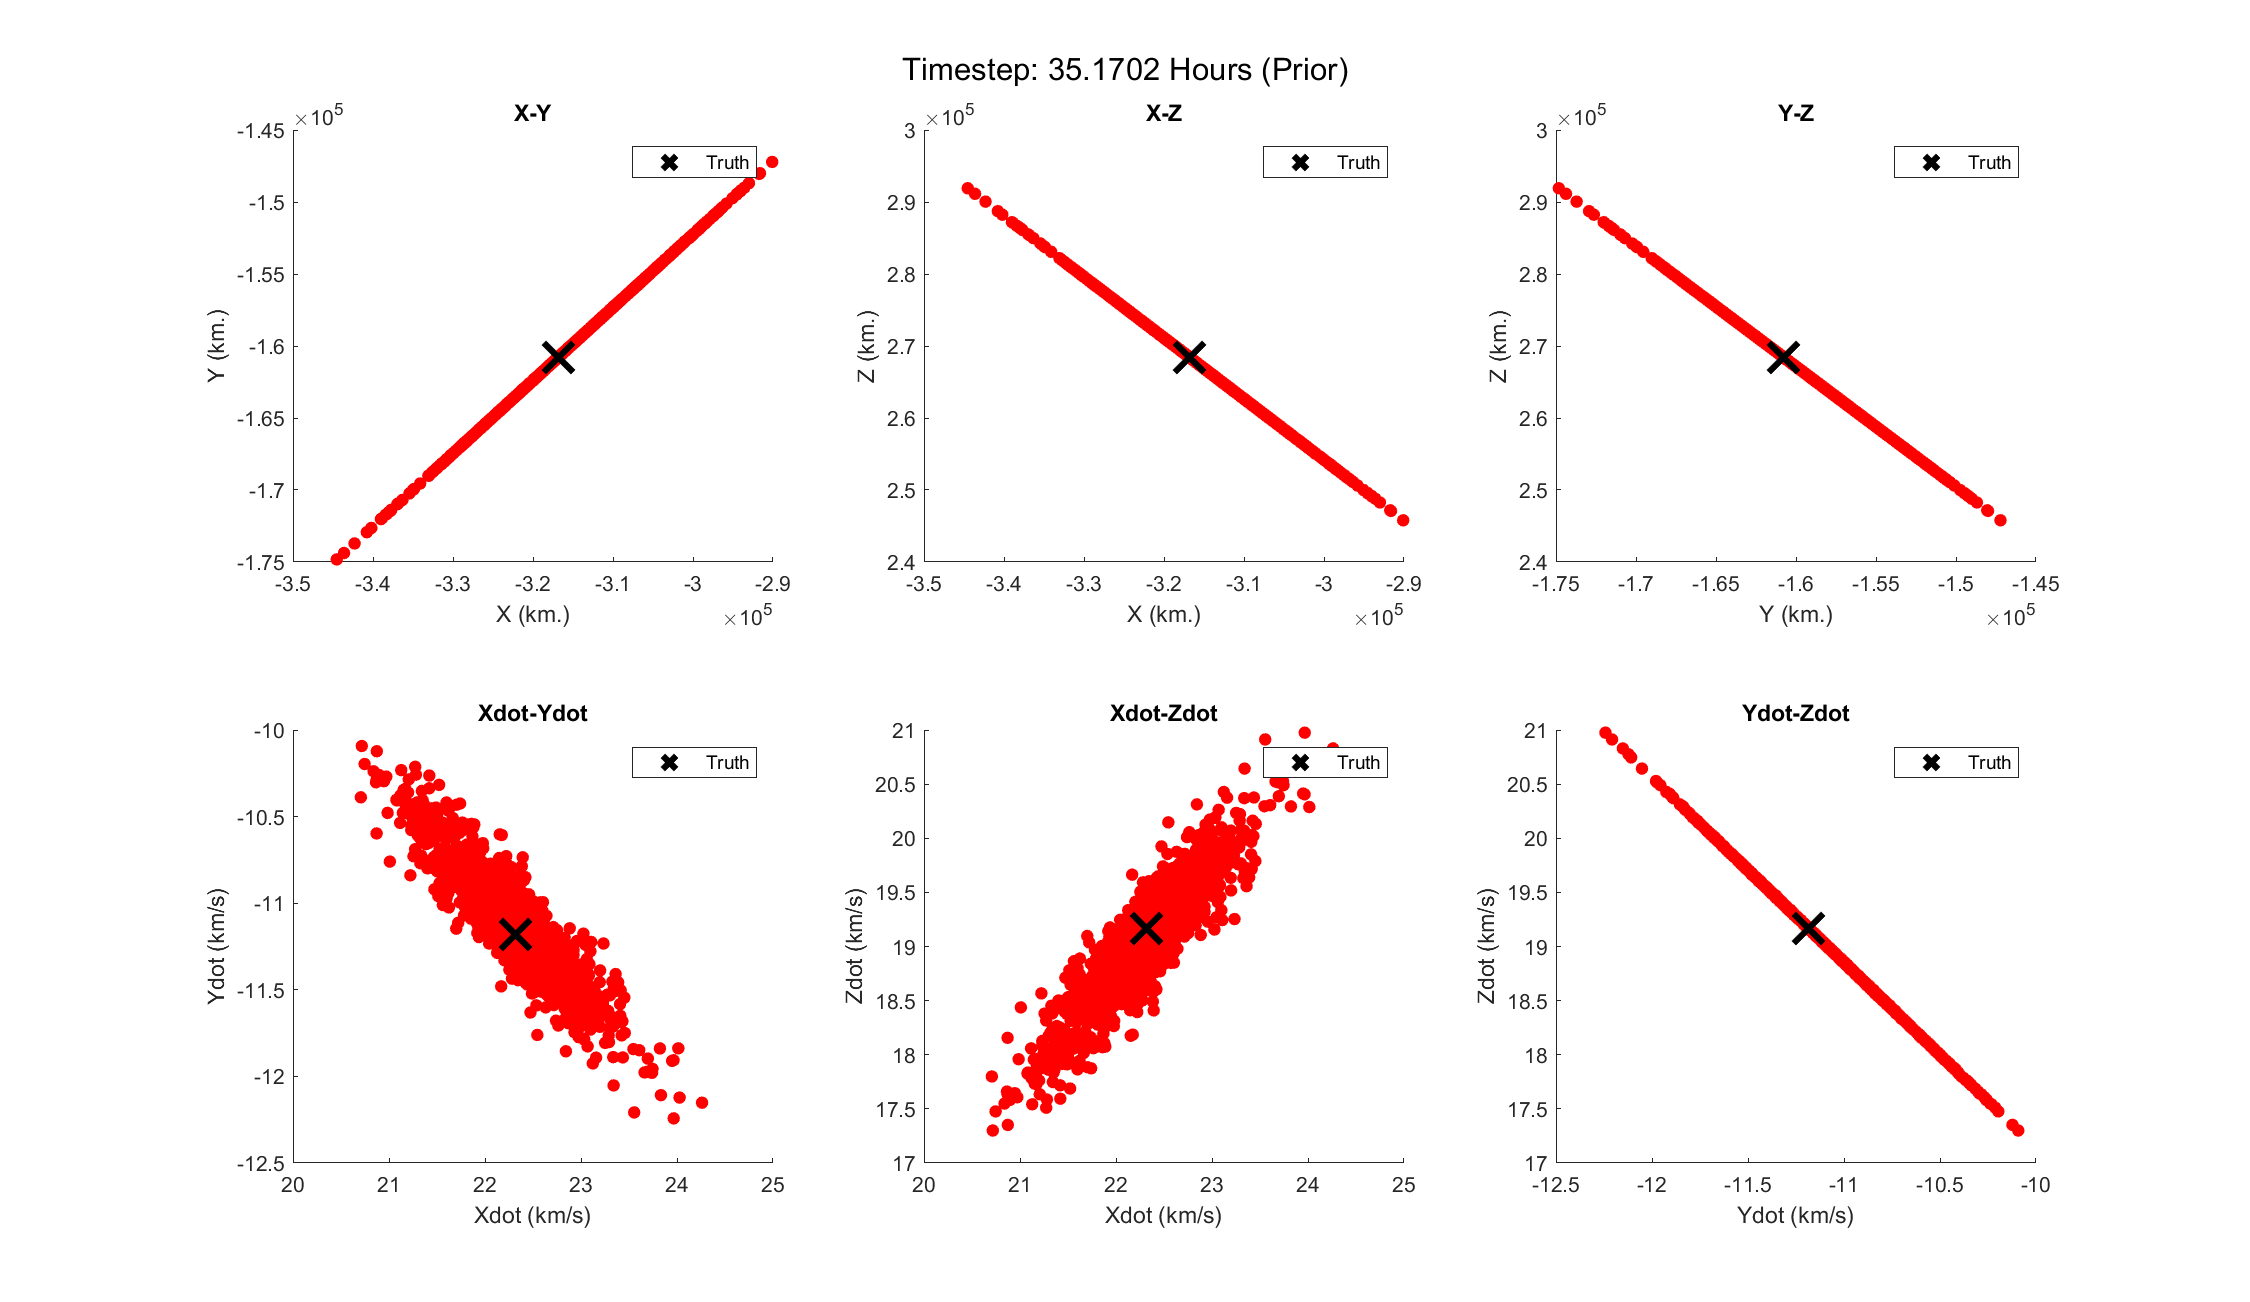 Timestep: 35.1702 Hours (Prior)
X-Y
×10^5
-1.45
-1.5
-1.55
-1.6
-1.65
-1.7
-1.75
Y (km.)
Truth
-3.5 -3.4 -3.3 -3.2 -3.1 -3 -2.9
X (km.)
×10^5
X-Z
×10^5
3
2.9
2.8
2.7
2.6
2.5
2.4
Z (km.)
Truth
-3.5 -3.4 -3.3 -3.2 -3.1 -3 -2.9
X (km.)
×10^5
Y-Z
×10^5
3
2.9
2.8
2.7
2.6
2.5
2.4
Z (km.)
Truth
-1.75 -1.7 -1.65 -1.6 -1.55 -1.5 -1.45
Y (km.)
×10^5
Xdot-Ydot
-10
-10.5
-11
-11.5
-12
-12.5
Ydot (km/s)
Truth
20 21 22 23 24 25
Xdot (km/s)
Xdot-Zdot
21
20.5
20
19.5
19
18.5
18
17.5
17
Zdot (km/s)
Truth
20 21 22 23 24 25
Xdot (km/s)
Ydot-Zdot
21
20.5
20
19.5
19
18.5
18
17.5
17
Zdot (km/s)
Truth
-12.5 -12 -11.5 -11 -10.5 -10
Ydot (km/s)